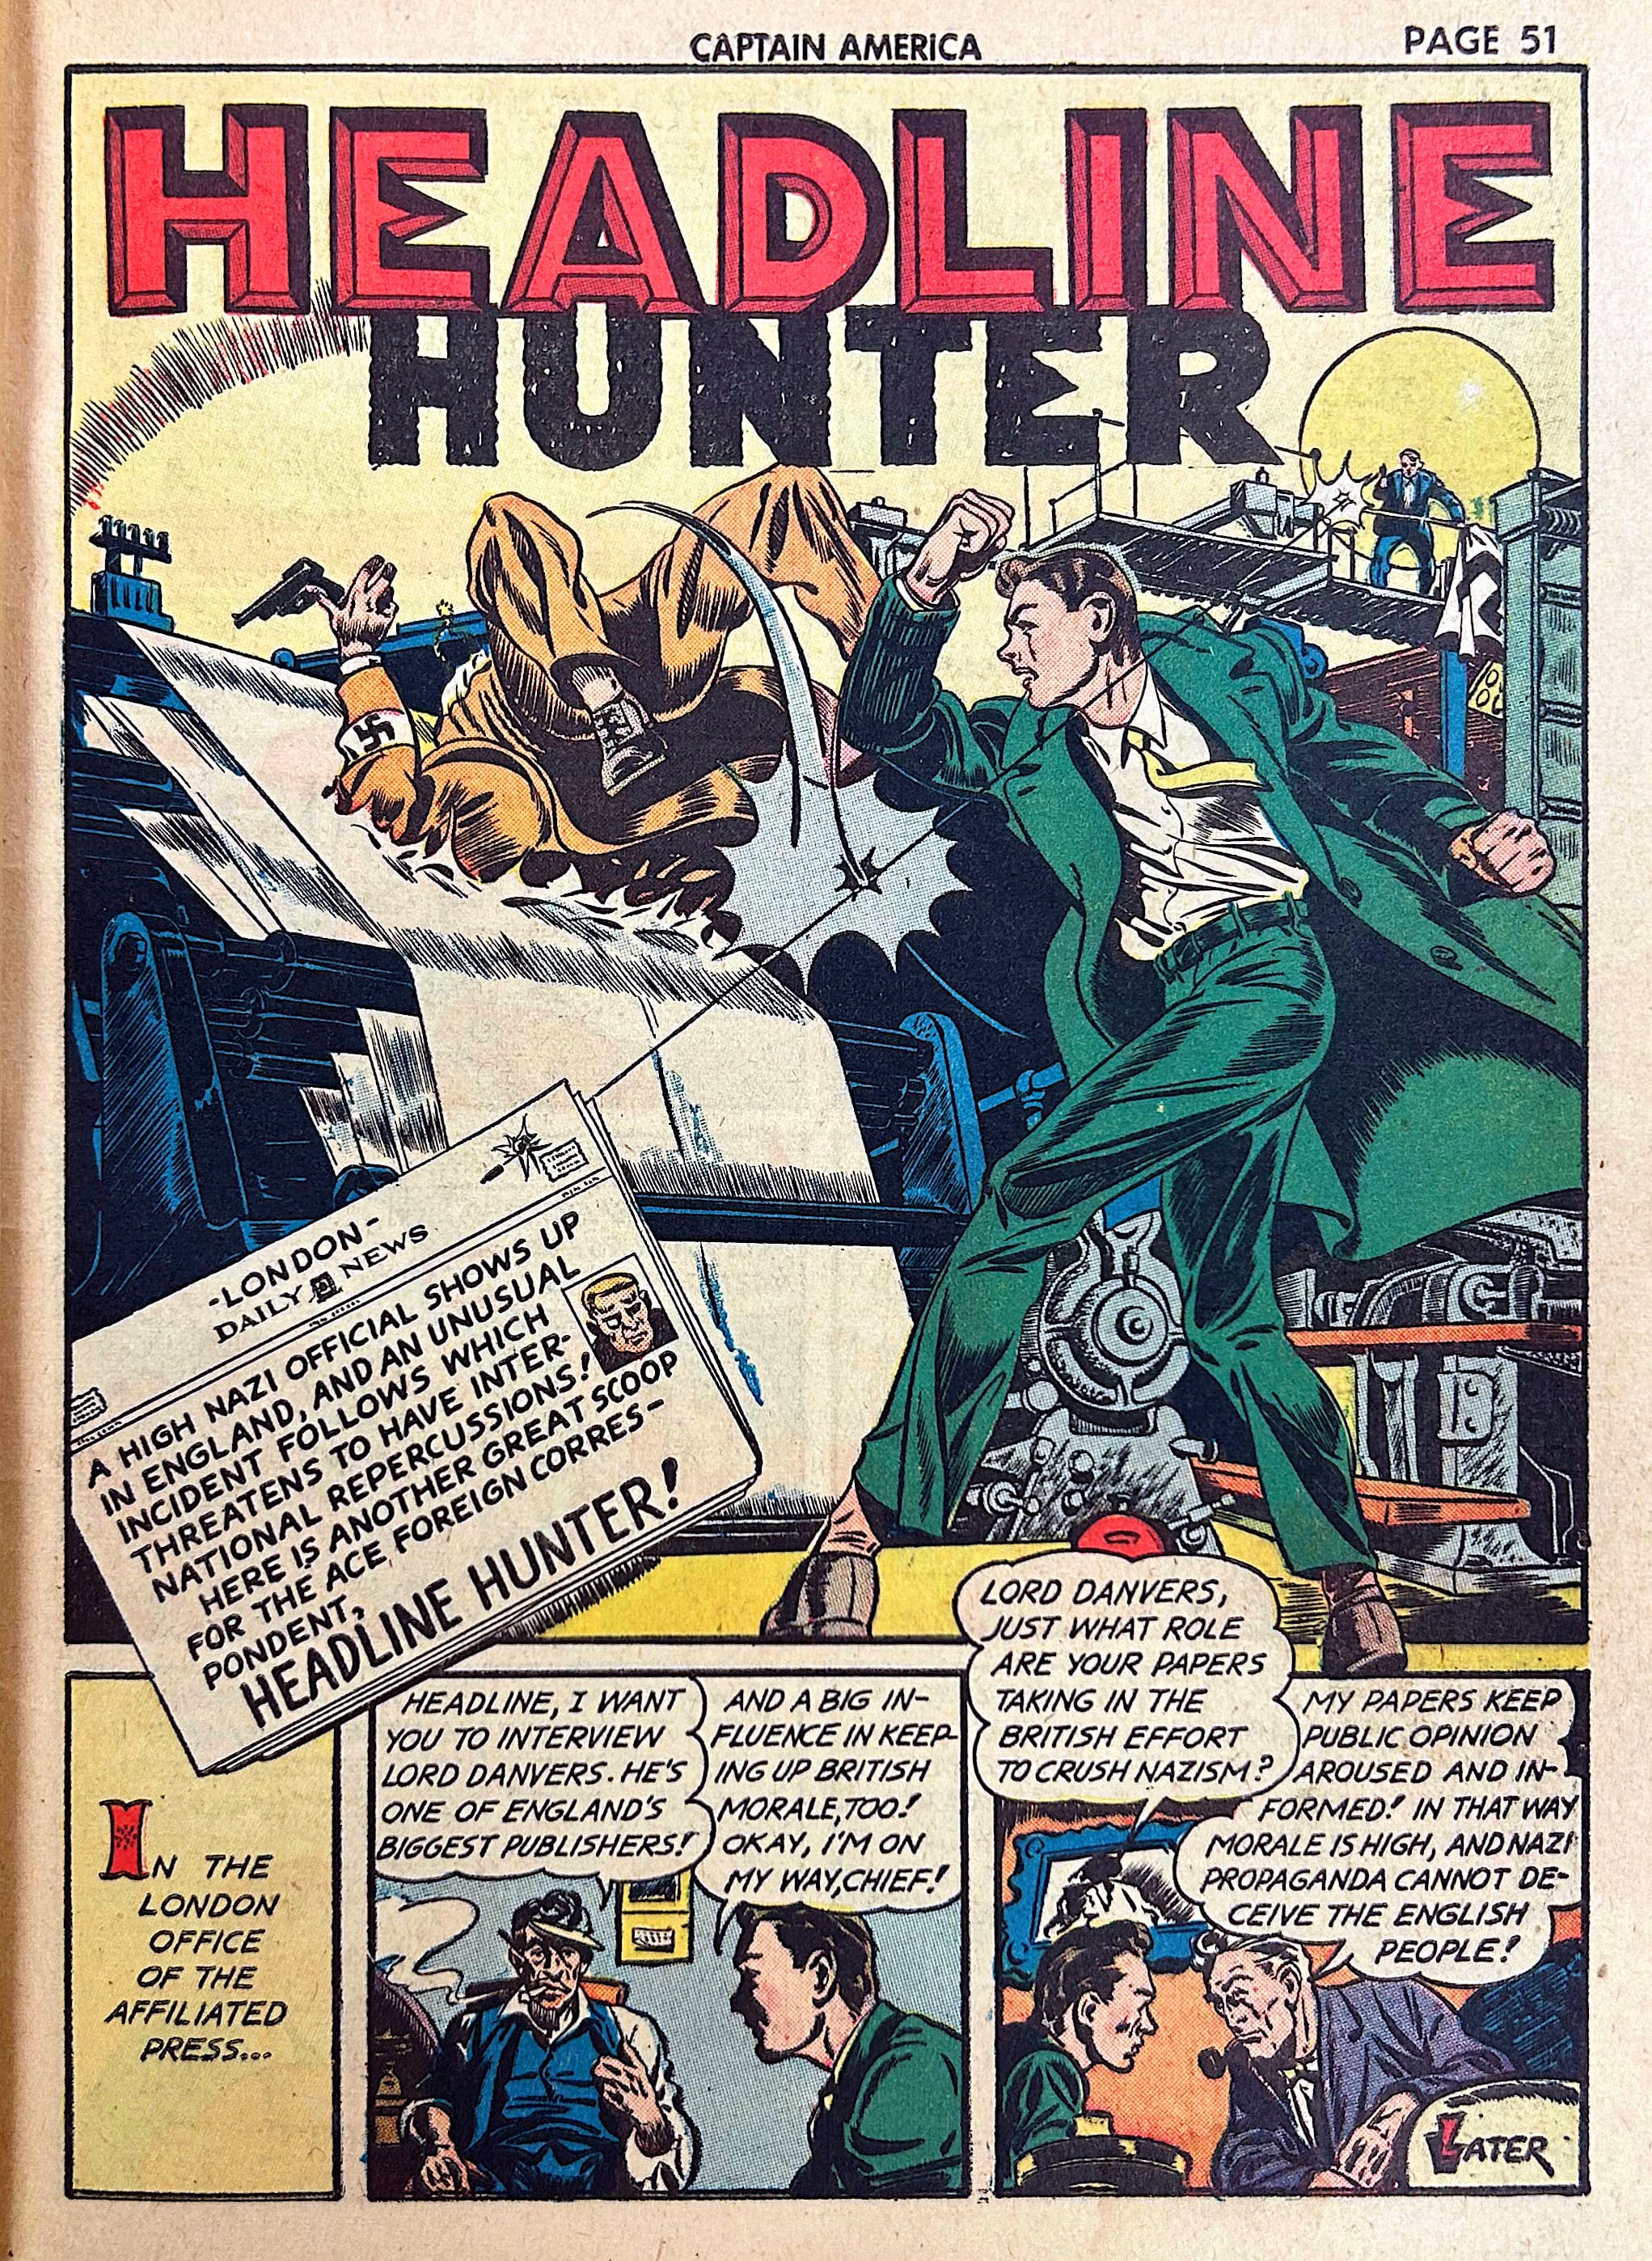 CAPTAIN AMERICA
PAGE 51
HEADLINE
HUNTER
-LONDON-
DAILY NEWS
A HIGH NAZI OFFICIAL SHOWS UP
IN ENGLAND, AND AN UNUSUAL
INCIDENT FOLLOWS WHICH
THREATENS TO HAVE INTER-
NATIONAL REPERCUSSIONS!
HERE IS ANOTHER GREAT SCOOP
FOR THE ACE FOREIGN CORRES-
PONDENT,
HEADLINE HUNTER!
IN THE
LONDON
OFFICE
OF THE
AFFILIATED
PRESS...
HEADLINE, I WANT
YOU TO INTERVIEW
LORD DANVERS. HE'S
ONE OF ENGLAND'S
BIGGEST PUBLISHERS!
AND A BIG IN-
FLUENCE IN KEEP-
ING UP BRITISH
MORALE, TOO!
OKAY, I'M ON
MY WAY, CHIEF!
LORD DANVERS,
JUST WHAT ROLE
ARE YOUR PAPERS
TAKING IN THE
BRITISH EFFORT
TO CRUSH NAZISM?
MY PAPERS KEEP
PUBLIC OPINION
AROUSED AND IN-
FORMED! IN THAT WAY
MORALE IS HIGH, AND NAZI
PROPAGANDA CANNOT DE-
CEIVE THE ENGLISH
PEOPLE!
LATER